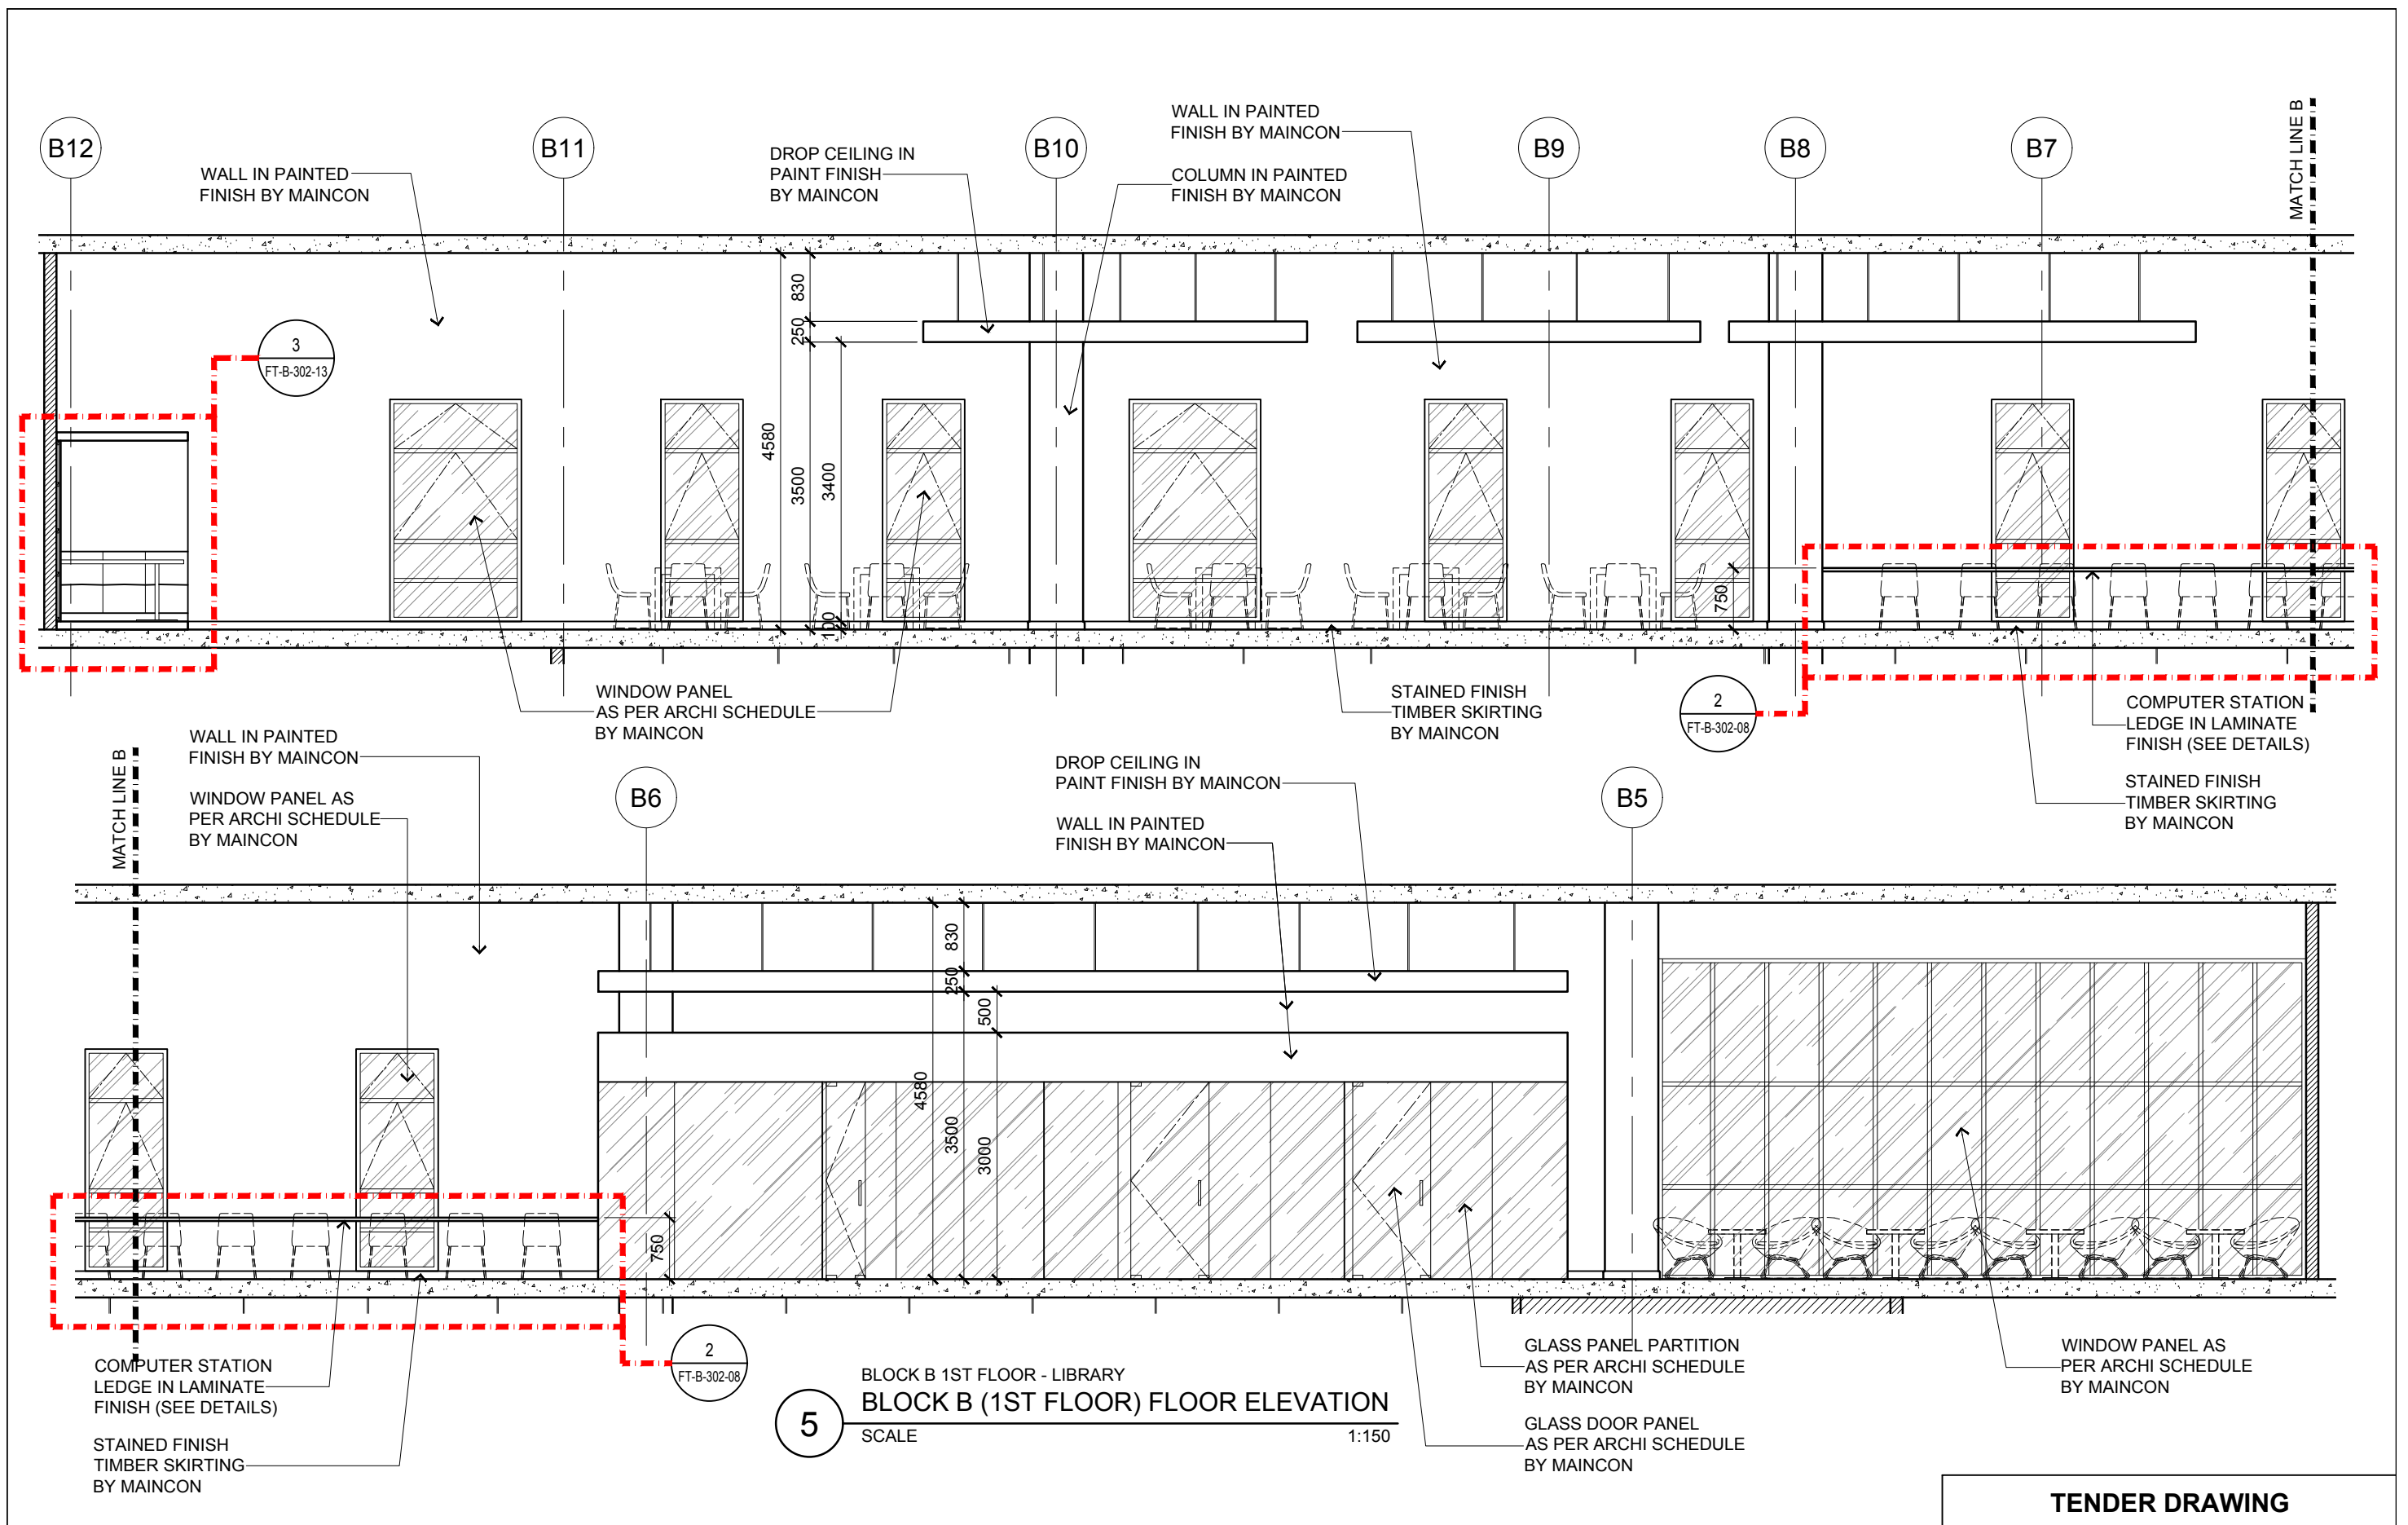 B12
B11
B10
B9
B8
B7
MATCH LINE B
WALL IN PAINTED
FINISH BY MAINCON
DROP CEILING IN
PAINT FINISH
BY MAINCON
WALL IN PAINTED
FINISH BY MAINCON
COLUMN IN PAINTED
FINISH BY MAINCON
830
250
4580
3500
3400
100
750
3
FT-B-302-13
WINDOW PANEL
AS PER ARCHI SCHEDULE
BY MAINCON
STAINED FINISH
TIMBER SKIRTING
BY MAINCON
2
FT-B-302-08
COMPUTER STATION
LEDGE IN LAMINATE
FINISH (SEE DETAILS)
STAINED FINISH
TIMBER SKIRTING
BY MAINCON
MATCH LINE B
WALL IN PAINTED
FINISH BY MAINCON
WINDOW PANEL AS
PER ARCHI SCHEDULE
BY MAINCON
B6
DROP CEILING IN
PAINT FINISH BY MAINCON
WALL IN PAINTED
FINISH BY MAINCON
B5
830
250
500
4580
3500
3000
750
COMPUTER STATION
LEDGE IN LAMINATE
FINISH (SEE DETAILS)
STAINED FINISH
TIMBER SKIRTING
BY MAINCON
2
FT-B-302-08
5
BLOCK B 1ST FLOOR - LIBRARY
BLOCK B (1ST FLOOR) FLOOR ELEVATION
SCALE
1:150
GLASS PANEL PARTITION
AS PER ARCHI SCHEDULE
BY MAINCON
GLASS DOOR PANEL
AS PER ARCHI SCHEDULE
BY MAINCON
WINDOW PANEL AS
PER ARCHI SCHEDULE
BY MAINCON
TENDER DRAWING